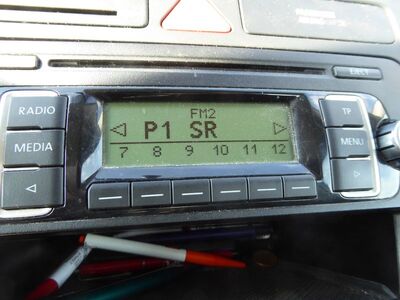 EJECT
RADIO
MEDIA
FM2
P1 SR
7 8 9 10 11 12
TP
MENU